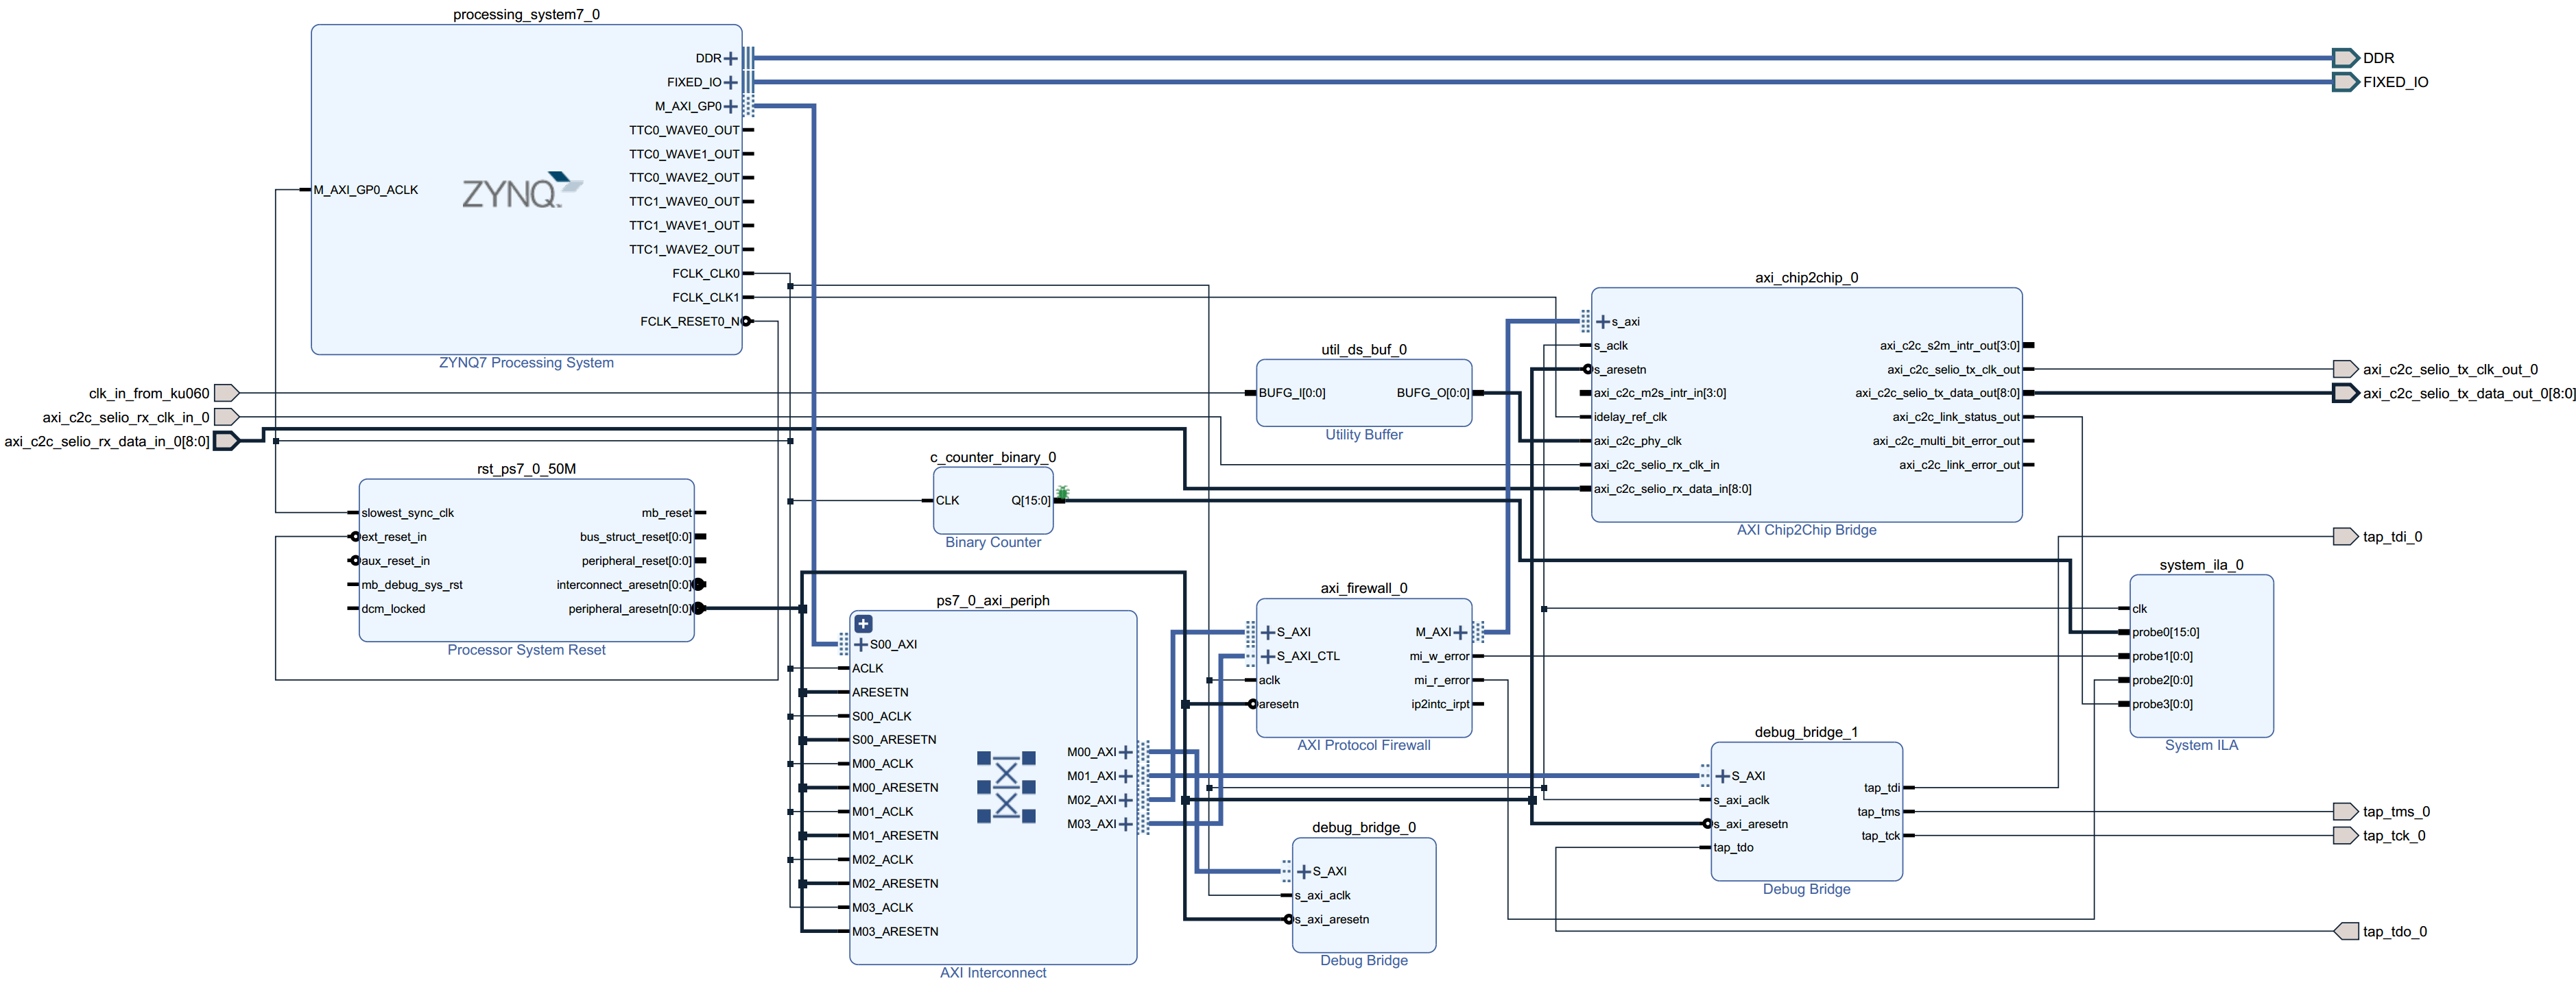 processing_system7_0
DDR
FIXED_IO
M_AXI_GP0
TTC0_WAVE0_OUT
TTC0_WAVE1_OUT
TTC0_WAVE2_OUT
TTC1_WAVE0_OUT
TTC1_WAVE1_OUT
TTC1_WAVE2_OUT
FCLK_CLK0
FCLK_CLK1
FCLK_RESET0_N
M_AXI_GP0_ACLK
ZYNQ
ZYNQ7 Processing System
DDR
FIXED_IO
clk_in_from_ku060
axi_c2c_selio_rx_clk_in_0
axi_c2c_selio_rx_data_in_0[8:0]
rst_ps7_0_50M
slowest_sync_clk
ext_reset_in
aux_reset_in
mb_debug_sys_rst
dcm_locked
mb_reset
bus_struct_reset[0:0]
peripheral_reset[0:0]
interconnect_aresetn[0:0]
peripheral_aresetn[0:0]
Processor System Reset
c_counter_binary_0
CLK
Q[15:0]
Binary Counter
ps7_0_axi_periph
S00_AXI
ACLK
ARESETN
S00_ACLK
S00_ARESETN
M00_ACLK
M00_ARESETN
M01_ACLK
M01_ARESETN
M02_ACLK
M02_ARESETN
M03_ACLK
M03_ARESETN
M00_AXI
M01_AXI
M02_AXI
M03_AXI
AXI Interconnect
util_ds_buf_0
BUFG_I[0:0]
BUFG_O[0:0]
Utility Buffer
axi_firewall_0
S_AXI
S_AXI_CTL
aclk
aresetn
M_AXI
mi_w_error
mi_r_error
ip2intc_irpt
AXI Protocol Firewall
debug_bridge_0
S_AXI
s_axi_aclk
s_axi_aresetn
Debug Bridge
axi_chip2chip_0
s_axi
s_aclk
s_aresetn
axi_c2c_m2s_intr_in[3:0]
idelay_ref_clk
axi_c2c_phy_clk
axi_c2c_selio_rx_clk_in
axi_c2c_selio_rx_data_in[8:0]
axi_c2c_s2m_intr_out[3:0]
axi_c2c_selio_tx_clk_out
axi_c2c_selio_tx_data_out[8:0]
axi_c2c_link_status_out
axi_c2c_multi_bit_error_out
axi_c2c_link_error_out
AXI Chip2Chip Bridge
debug_bridge_1
S_AXI
s_axi_aclk
s_axi_aresetn
tap_tdo
tap_tdi
tap_tms
tap_tck
Debug Bridge
system_ila_0
clk
probe0[15:0]
probe1[0:0]
probe2[0:0]
probe3[0:0]
System ILA
axi_c2c_selio_tx_clk_out_0
axi_c2c_selio_tx_data_out_0[8:0]
tap_tdi_0
tap_tms_0
tap_tck_0
tap_tdo_0